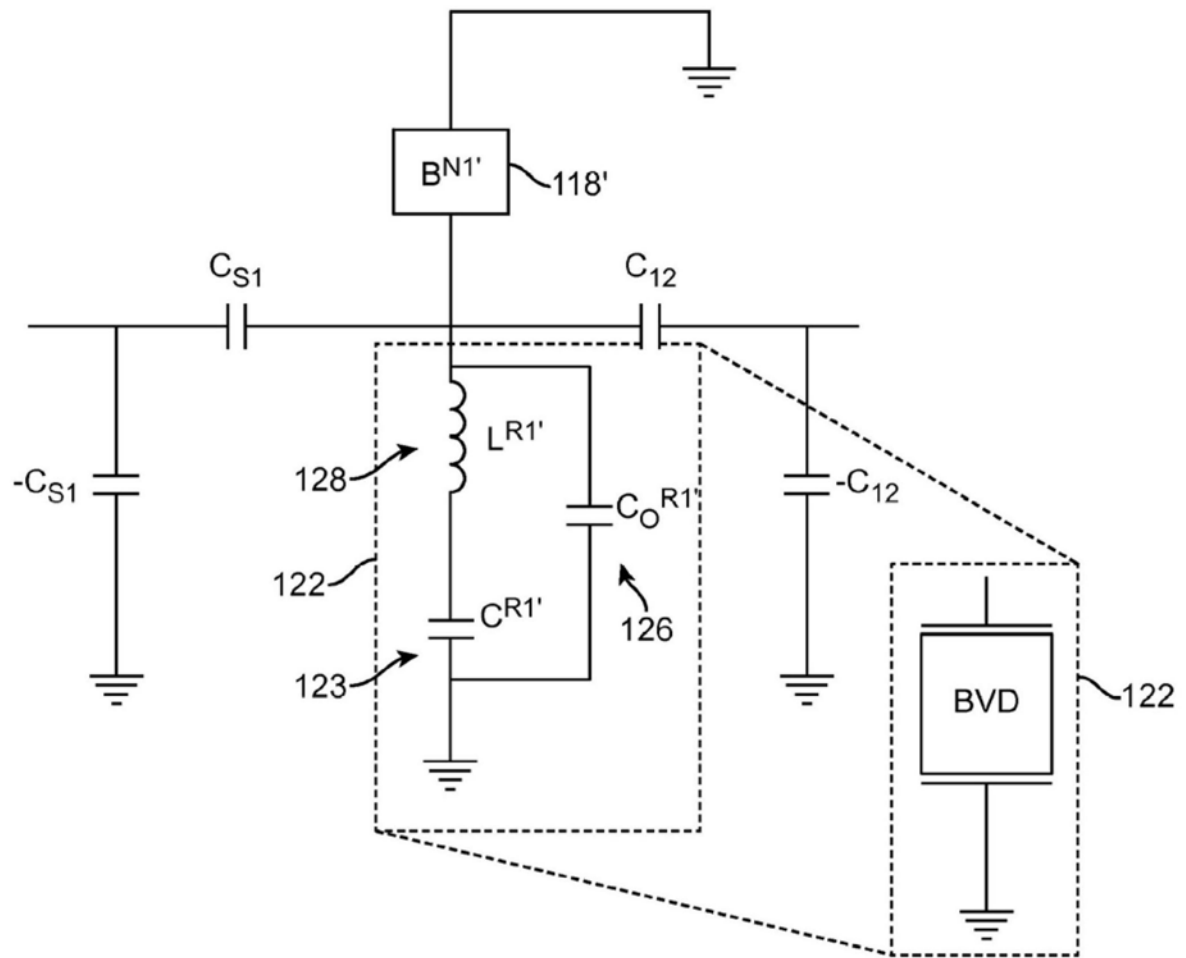 B^N1'
118'
C_S1
C_12
L^R1'
128
-C_S1
C_O^R1'
-C_12
122
C^R1'
126
123
BVD
122